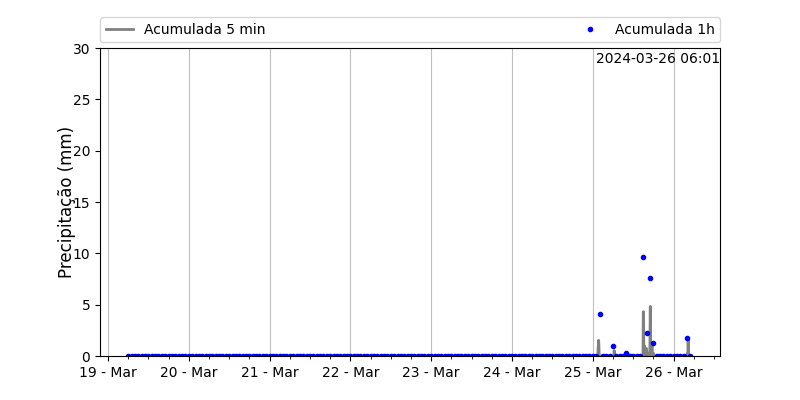 Acumulada 5 min
Acumulada 1h
2024-03-26 06:01
Precipitação (mm)
30
25
20
15
10
5
0
19 - Mar
20 - Mar
21 - Mar
22 - Mar
23 - Mar
24 - Mar
25 - Mar
26 - Mar